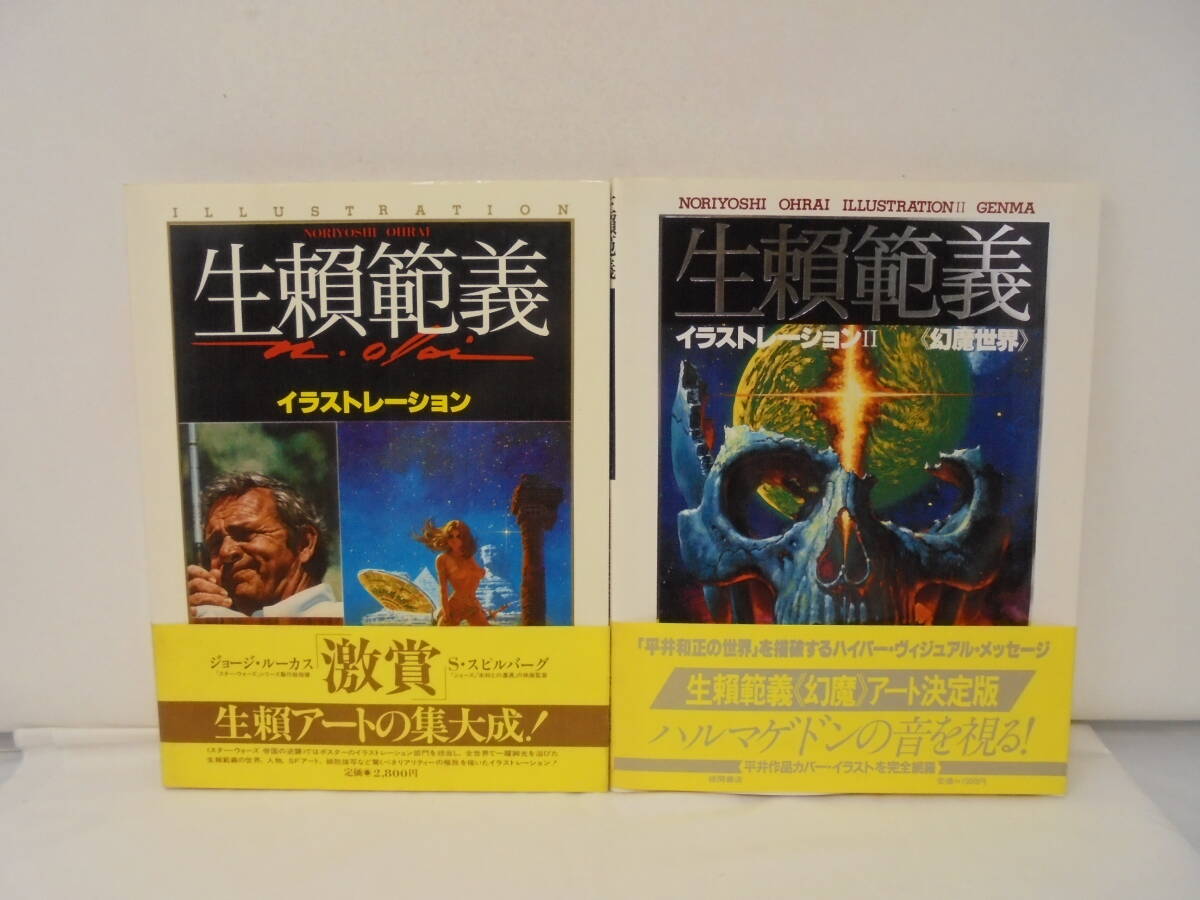 ILLUSTRATION
NORIYOSHI OHRAI
生賴範義
n. ohrai
イラストレーション
ジョージ・ルーカス
「激賞」
S・スピルバーグ
生賴アートの集大成!
定価●2,800円
NORIYOSHI OHRAI ILLUSTRATION II GENMA
生賴範義
イラストレーションII 《幻魔世界》
「平井和正の世界」を描破するハイパー・ヴィジュアル・メッセージ
生賴範義《幻魔》アート決定版
ハルマゲドンの音を視る!
平井作品カバー・イラストを完全網羅
徳間書店